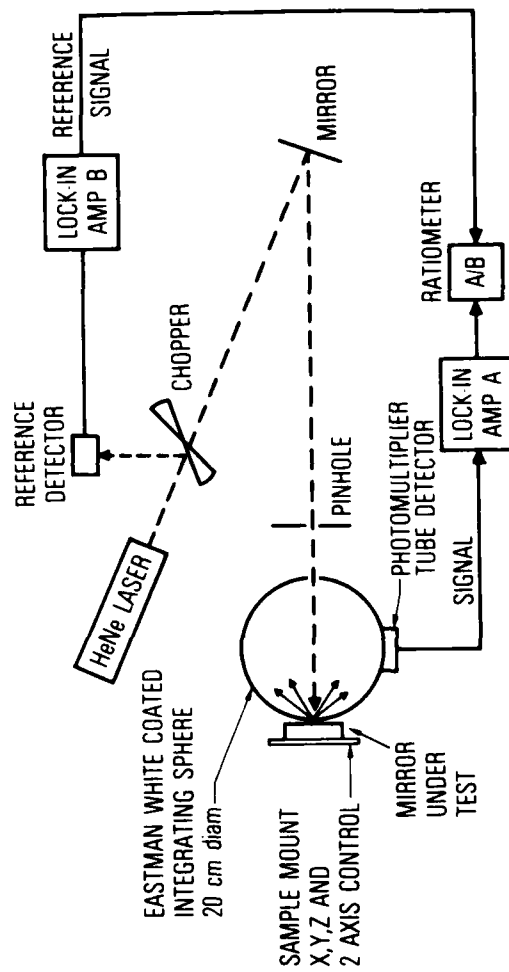 REFERENCE
SIGNAL
LOCK-IN
AMP B
REFERENCE
DETECTOR
CHOPPER
MIRROR
HeNe LASER
EASTMAN WHITE COATED
INTEGRATING SPHERE
20 cm diam
PINHOLE
RATIOMETER
A/B
SAMPLE MOUNT
X,Y,Z AND
2 AXIS CONTROL
MIRROR
UNDER
TEST
PHOTOMULTIPLIER
TUBE DETECTOR
SIGNAL
LOCK-IN
AMP A